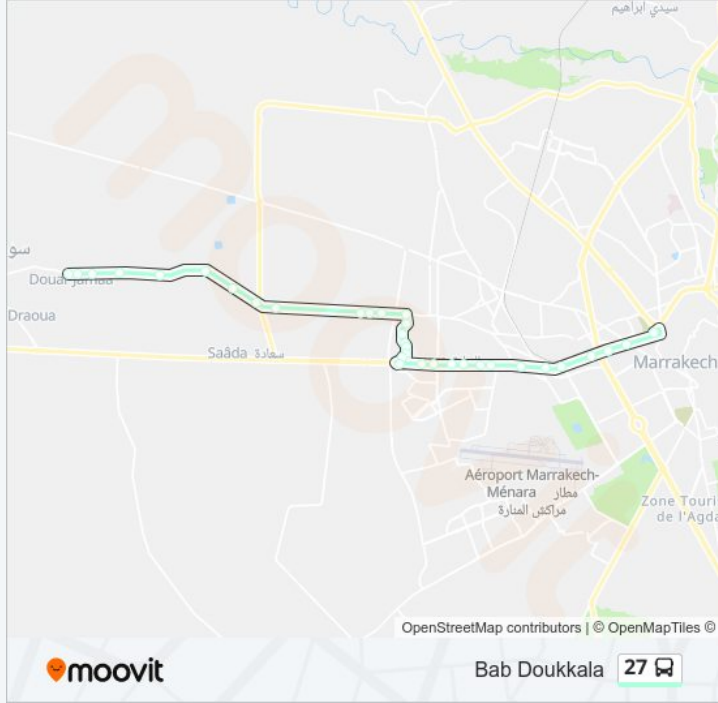 سيدي ابراهيم
سو
Douar Jamaa
Draoua
Saâda سعادة
Marrakech
Aéroport Marrakech-
Ménara مطار
مراكش المنارة
Zone Touri
de l'Agda
OpenStreetMap contributors | © OpenMapTiles ©
moovit
Bab Doukkala 27